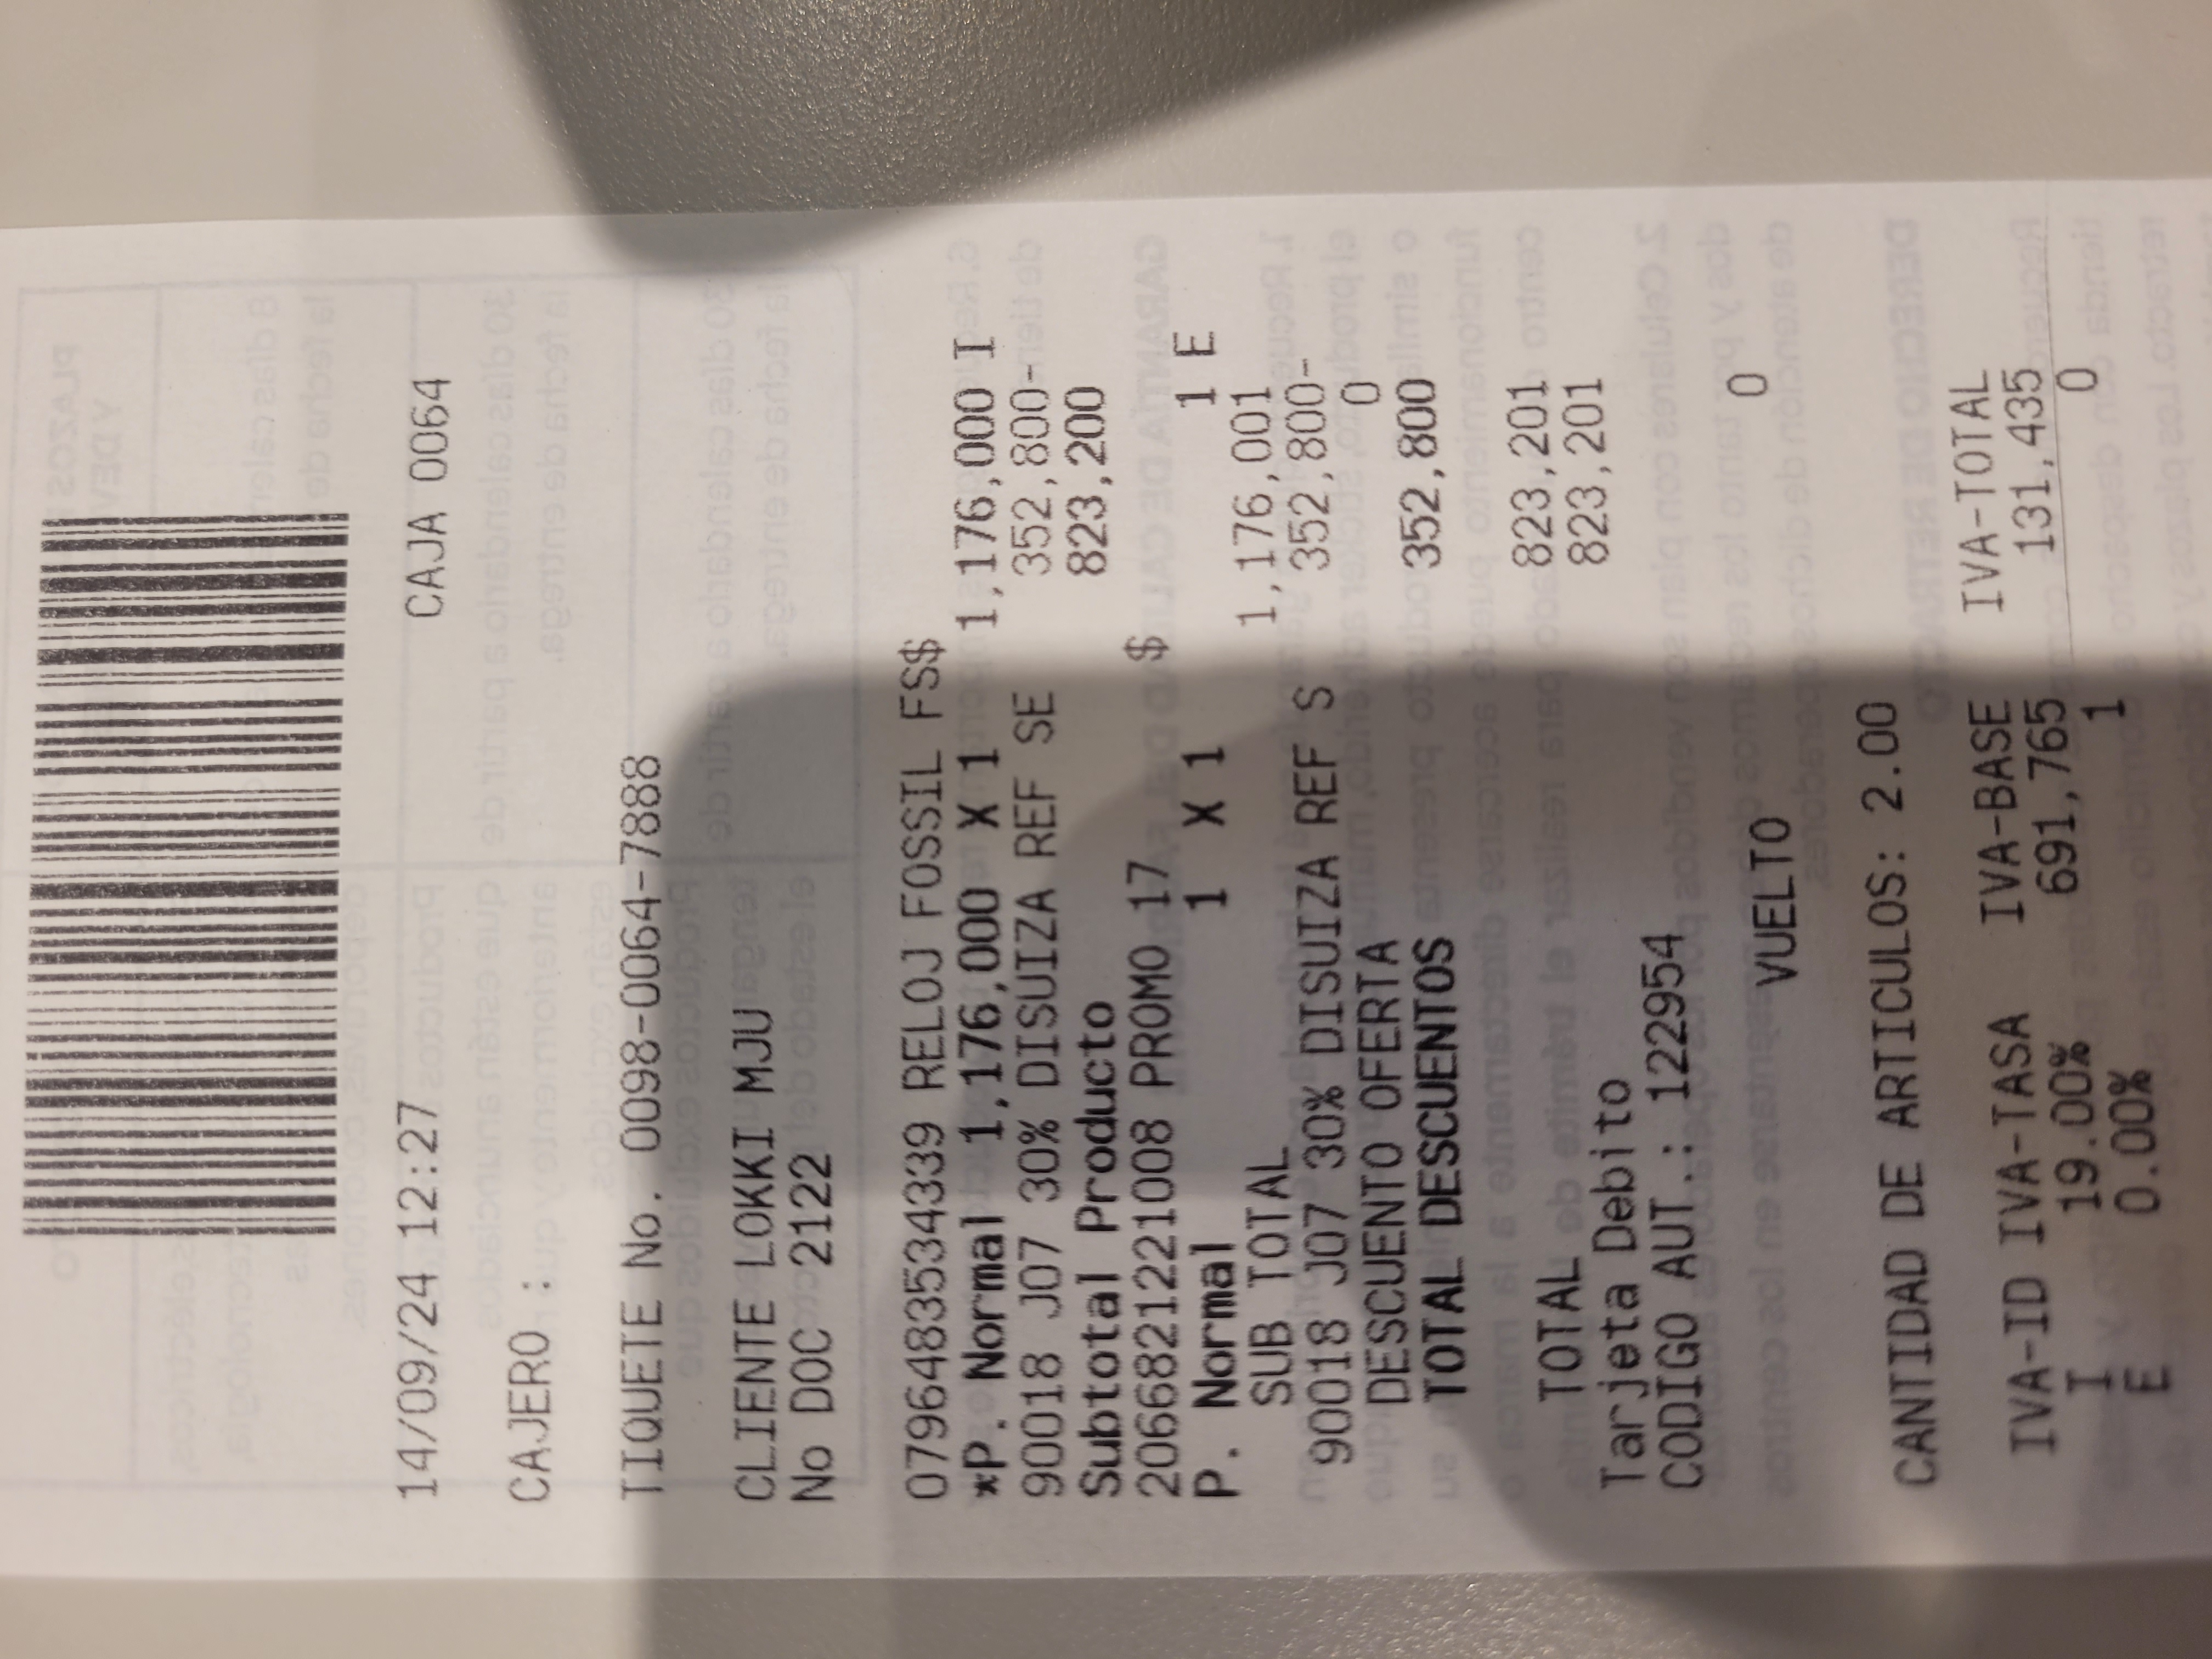 14/09/24 12:27 CAJA 0064
CAJERO :
TIQUETE No. 0098-0064-7888
CLIENTE LOKKI MJU
No DOC 2122
0796483534339 RELOJ FOSSIL FS$
*P. Normal 1,176,000 X 1 1,176,000 I
90018 J07 30% DISUIZA REF SE 352,800-
Subtotal Producto 823,200
2066821221008 PROMO 17 $
P. Normal 1 X 1 1 E
SUB TOTAL 1,176,001
90018 J07 30% DISUIZA REF S 352,800-
DESCUENTO OFERTA 0
TOTAL DESCUENTOS 352,800
TOTAL 823,201
Tarjeta Debito 823,201
CODIGO AUT.: 122954
VUELTO 0
CANTIDAD DE ARTICULOS: 2.00
IVA-ID IVA-TASA IVA-BASE IVA-TOTAL
I 19.00% 691,765 131,435
E 0.00% 1 0